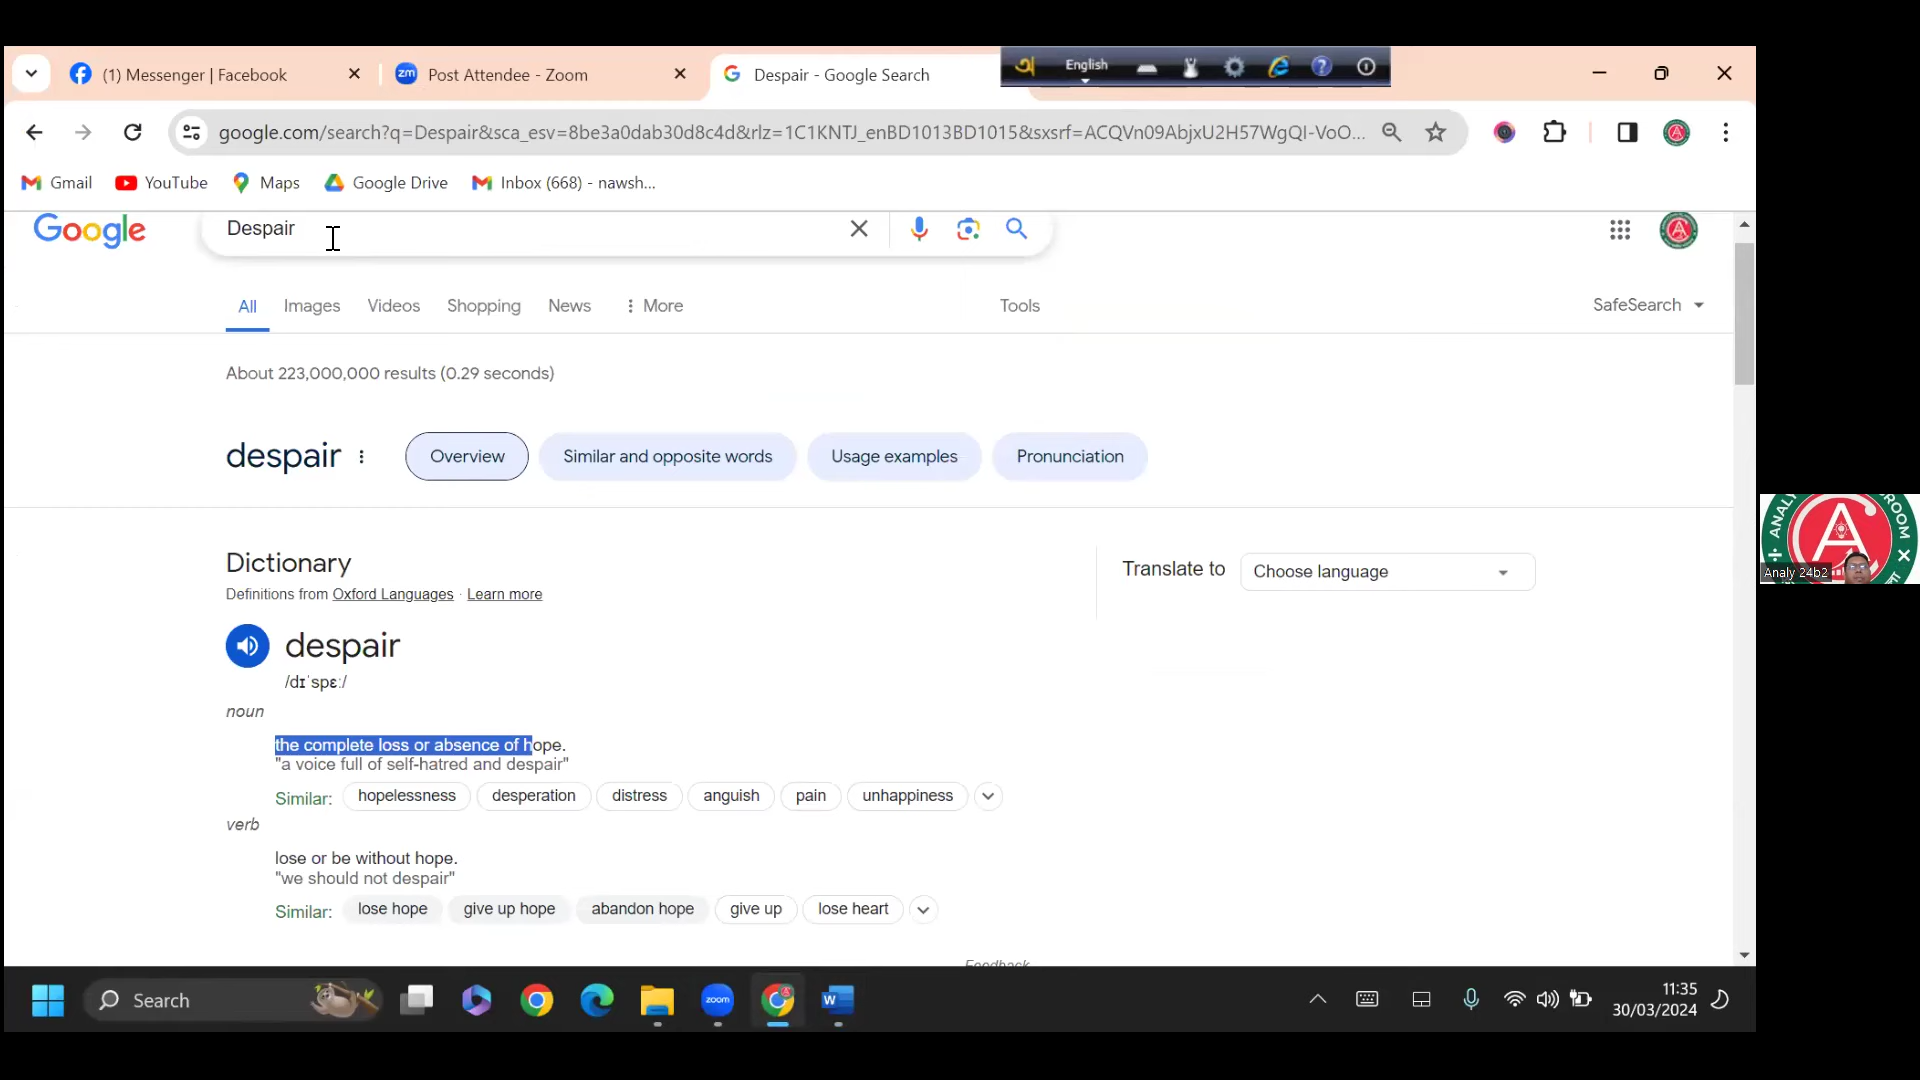 (1) Messenger | Facebook
Post Attendee - Zoom
Despair - Google Search
English
google.com/search?q=Despair&sca_esv=8be3a0dab30d8c4d&rlz=1C1KNTJ_enBD1013BD1015&sxsrf=ACQVn09AbjxU2H57WgQI-VoO...
Gmail
YouTube
Maps
Google Drive
Inbox (668) - nawsh...
Google
Despair
All
Images
Videos
Shopping
News
More
Tools
SafeSearch
About 223,000,000 results (0.29 seconds)
despair
Overview
Similar and opposite words
Usage examples
Pronunciation
Dictionary
Translate to
Choose language
Definitions from Oxford Languages · Learn more
despair
/dɪˈspɛː/
noun
the complete loss or absence of hope.
"a voice full of self-hatred and despair"
Similar: hopelessness desperation distress anguish pain unhappiness
verb
lose or be without hope.
"we should not despair"
Similar: lose hope give up hope abandon hope give up lose heart
Feedback
Analy 24b2
Search
zoom
11:35
30/03/2024